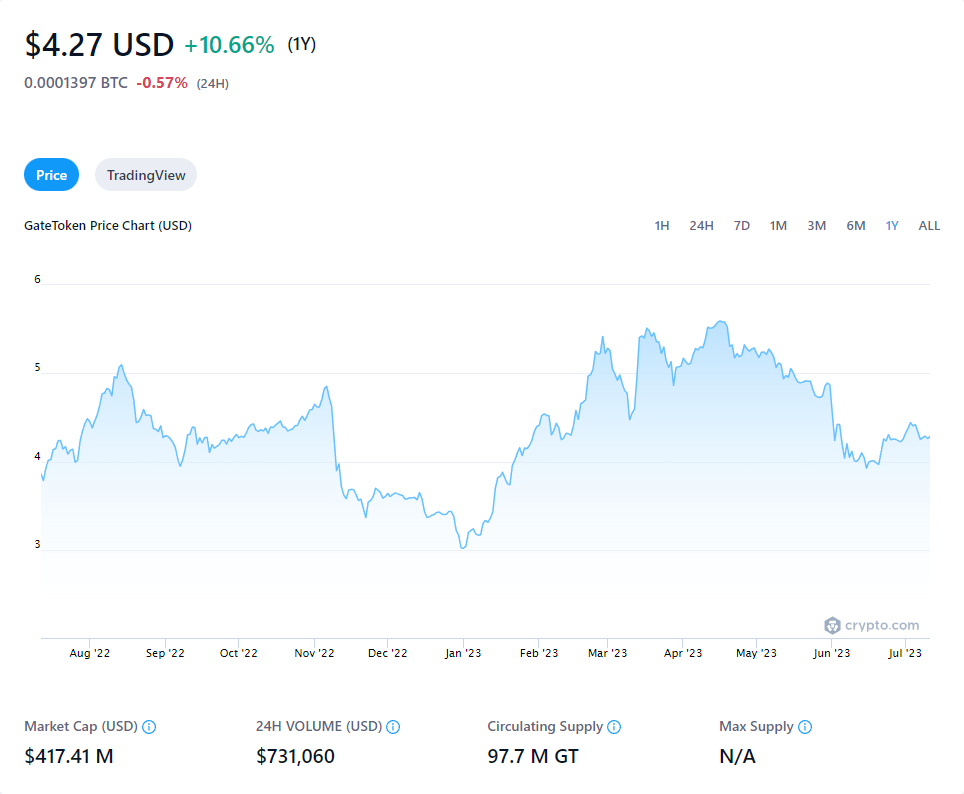 $4.27 USD +10.66% (1Y)
0.0001397 BTC -0.57% (24H)
Price TradingView
GateToken Price Chart (USD) 1H 24H 7D 1M 3M 6M 1Y ALL
6
5
4
3
crypto.com
Aug '22 Sep '22 Oct '22 Nov '22 Dec '22 Jan '23 Feb '23 Mar '23 Apr '23 May '23 Jun '23 Jul '23
Market Cap (USD) 24H VOLUME (USD) Circulating Supply Max Supply
$417.41 M $731,060 97.7 M GT N/A